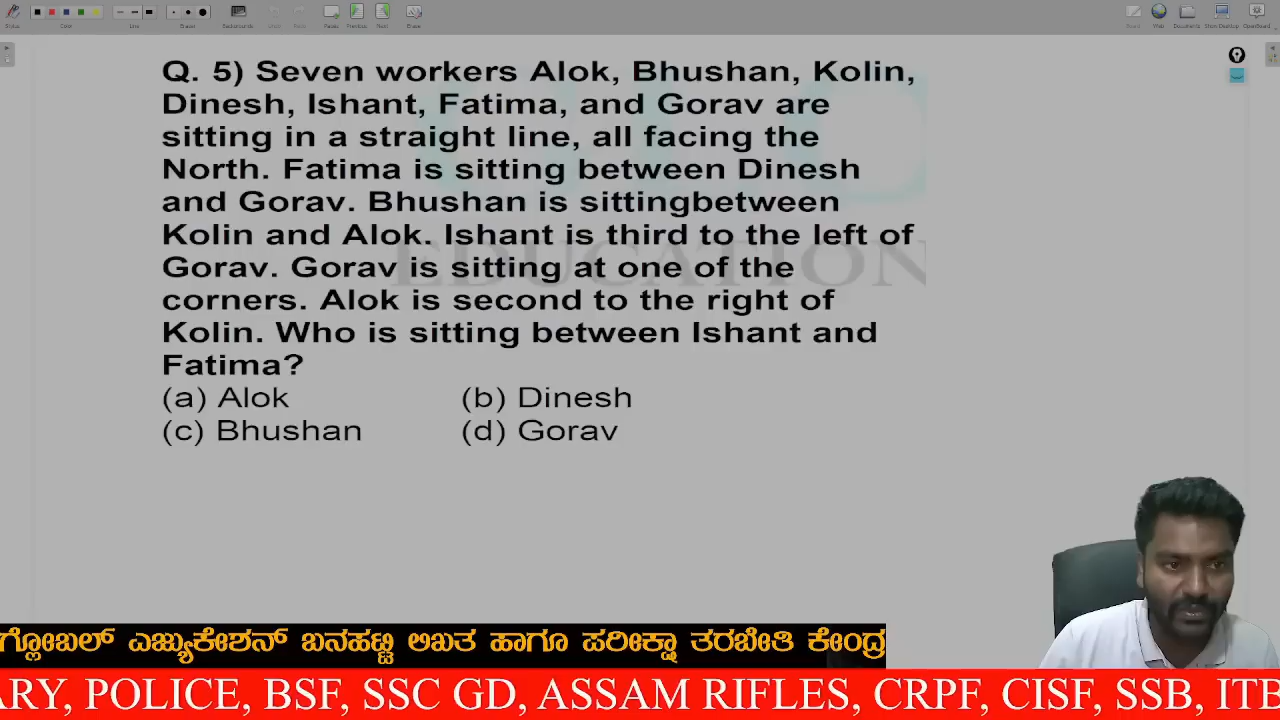 Q. 5) Seven workers Alok, Bhushan, Kolin,
Dinesh, Ishant, Fatima, and Gorav are
sitting in a straight line, all facing the
North. Fatima is sitting between Dinesh
and Gorav. Bhushan is sittingbetween
Kolin and Alok. Ishant is third to the left of
Gorav. Gorav is sitting at one of the
corners. Alok is second to the right of
Kolin. Who is sitting between Ishant and
Fatima?
(a) Alok (b) Dinesh
(c) Bhushan (d) Gorav
EDUCATION
ಗ್ಲೋಬಲ್ ಎಜ್ಯುಕೇಶನ್ ಬನಹಟ್ಟಿ ಲಿಖಿತ ಹಾಗೂ ಪರೀಕ್ಷಾ ತರಬೇತಿ ಕೇಂದ್ರ
ARY, POLICE, BSF, SSC GD, ASSAM RIFLES, CRPF, CISF, SSB, ITB